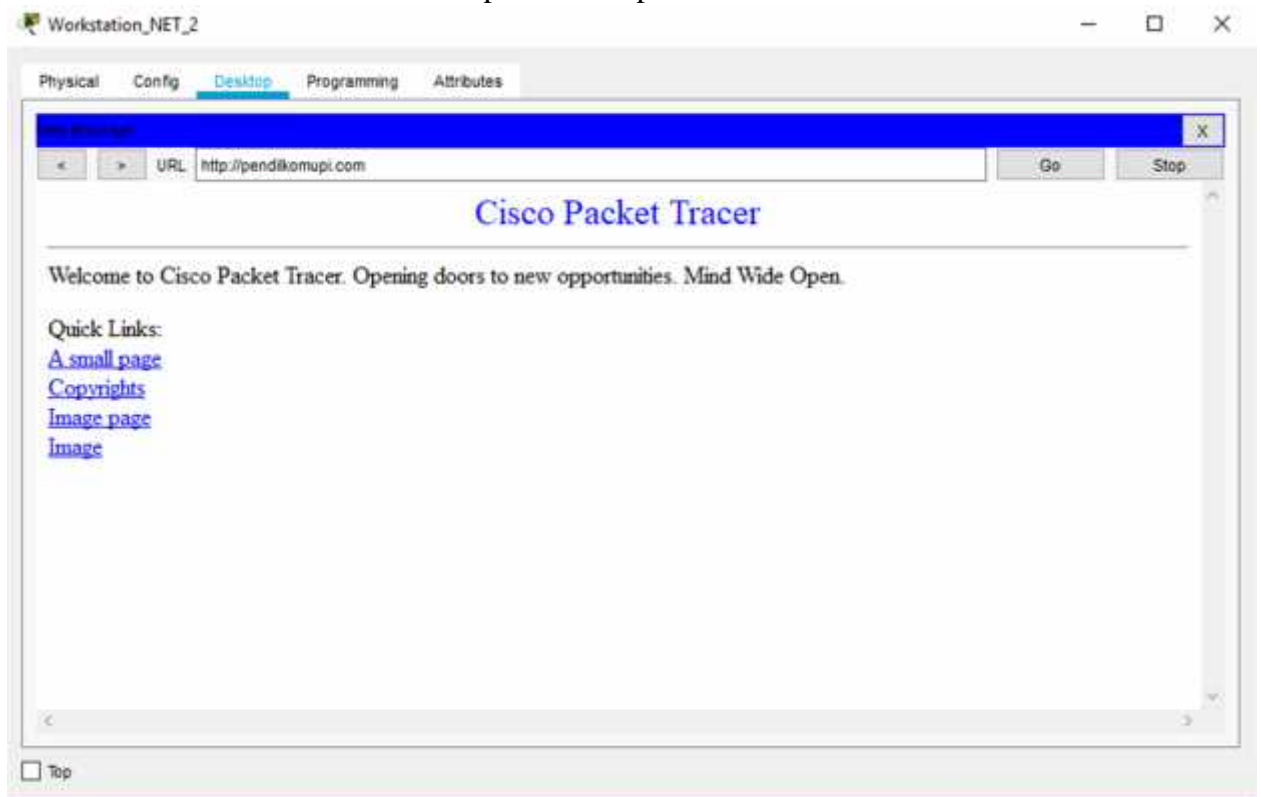 Workstation_NET_2
Physical Config Desktop Programming Attributes
X
< > URL http://pendilkomupi.com Go Stop
Cisco Packet Tracer
Welcome to Cisco Packet Tracer. Opening doors to new opportunities. Mind Wide Open.
Quick Links:
A small page
Copyrights
Image page
Image
Top